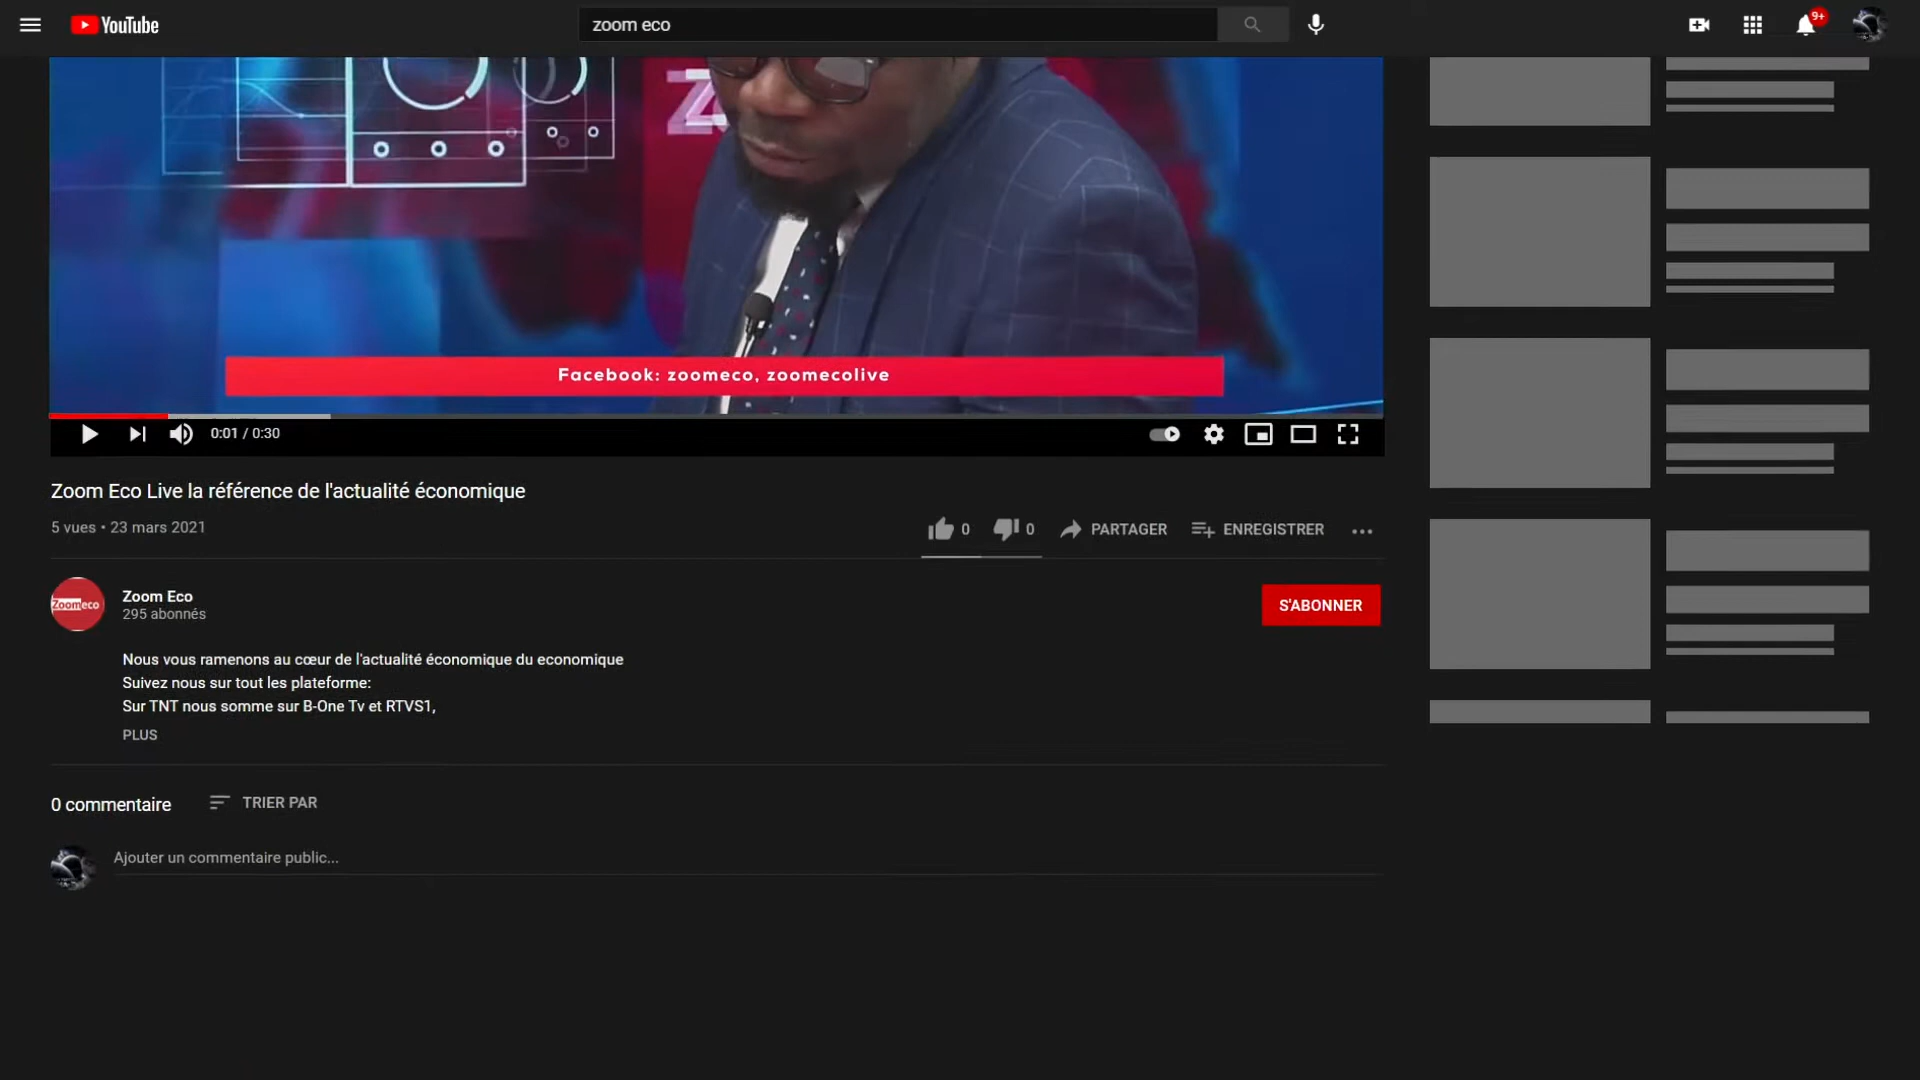 YouTube
zoom eco
9+
Facebook: zoomeco, zoomecolive
0:01 / 0:30
Zoom Eco Live la référence de l'actualité économique
5 vues • 23 mars 2021
0
0
PARTAGER
ENREGISTRER
Zoomeco
Zoom Eco
295 abonnés
S'ABONNER
Nous vous ramenons au cœur de l'actualité économique du economique
Suivez nous sur tout les plateforme:
Sur TNT nous somme sur B-One Tv et RTVS1,
PLUS
0 commentaire
TRIER PAR
Ajouter un commentaire public...